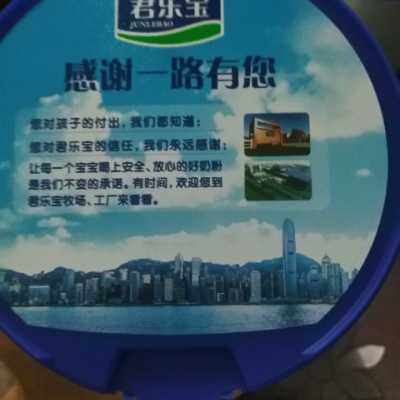 君乐宝
JUNLEBAO
感谢一路有您
您对孩子的付出，我们都知道；
您对君乐宝的信任，我们永远感谢；
让每一个宝宝喝上安全、放心的好奶粉
是我们不变的承诺。有时间，欢迎您到
君乐宝牧场、工厂来看看。